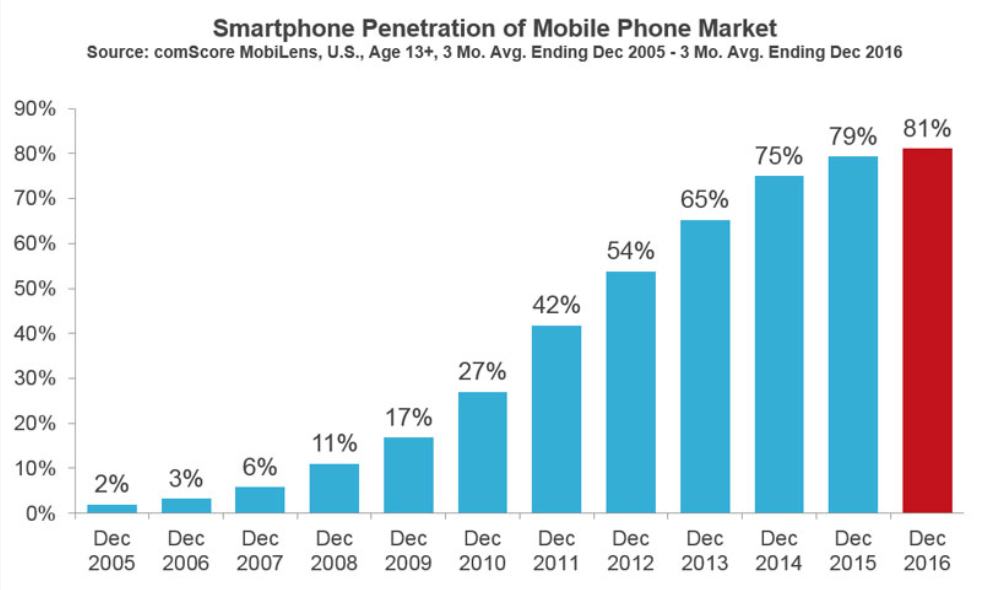 Smartphone Penetration of Mobile Phone Market
Source: comScore MobiLens, U.S., Age 13+, 3 Mo. Avg. Ending Dec 2005 - 3 Mo. Avg. Ending Dec 2016
90%
80%
70%
60%
50%
40%
30%
20%
10%
0%
2%
3%
6%
11%
17%
27%
42%
54%
65%
75%
79%
81%
Dec 2005
Dec 2006
Dec 2007
Dec 2008
Dec 2009
Dec 2010
Dec 2011
Dec 2012
Dec 2013
Dec 2014
Dec 2015
Dec 2016